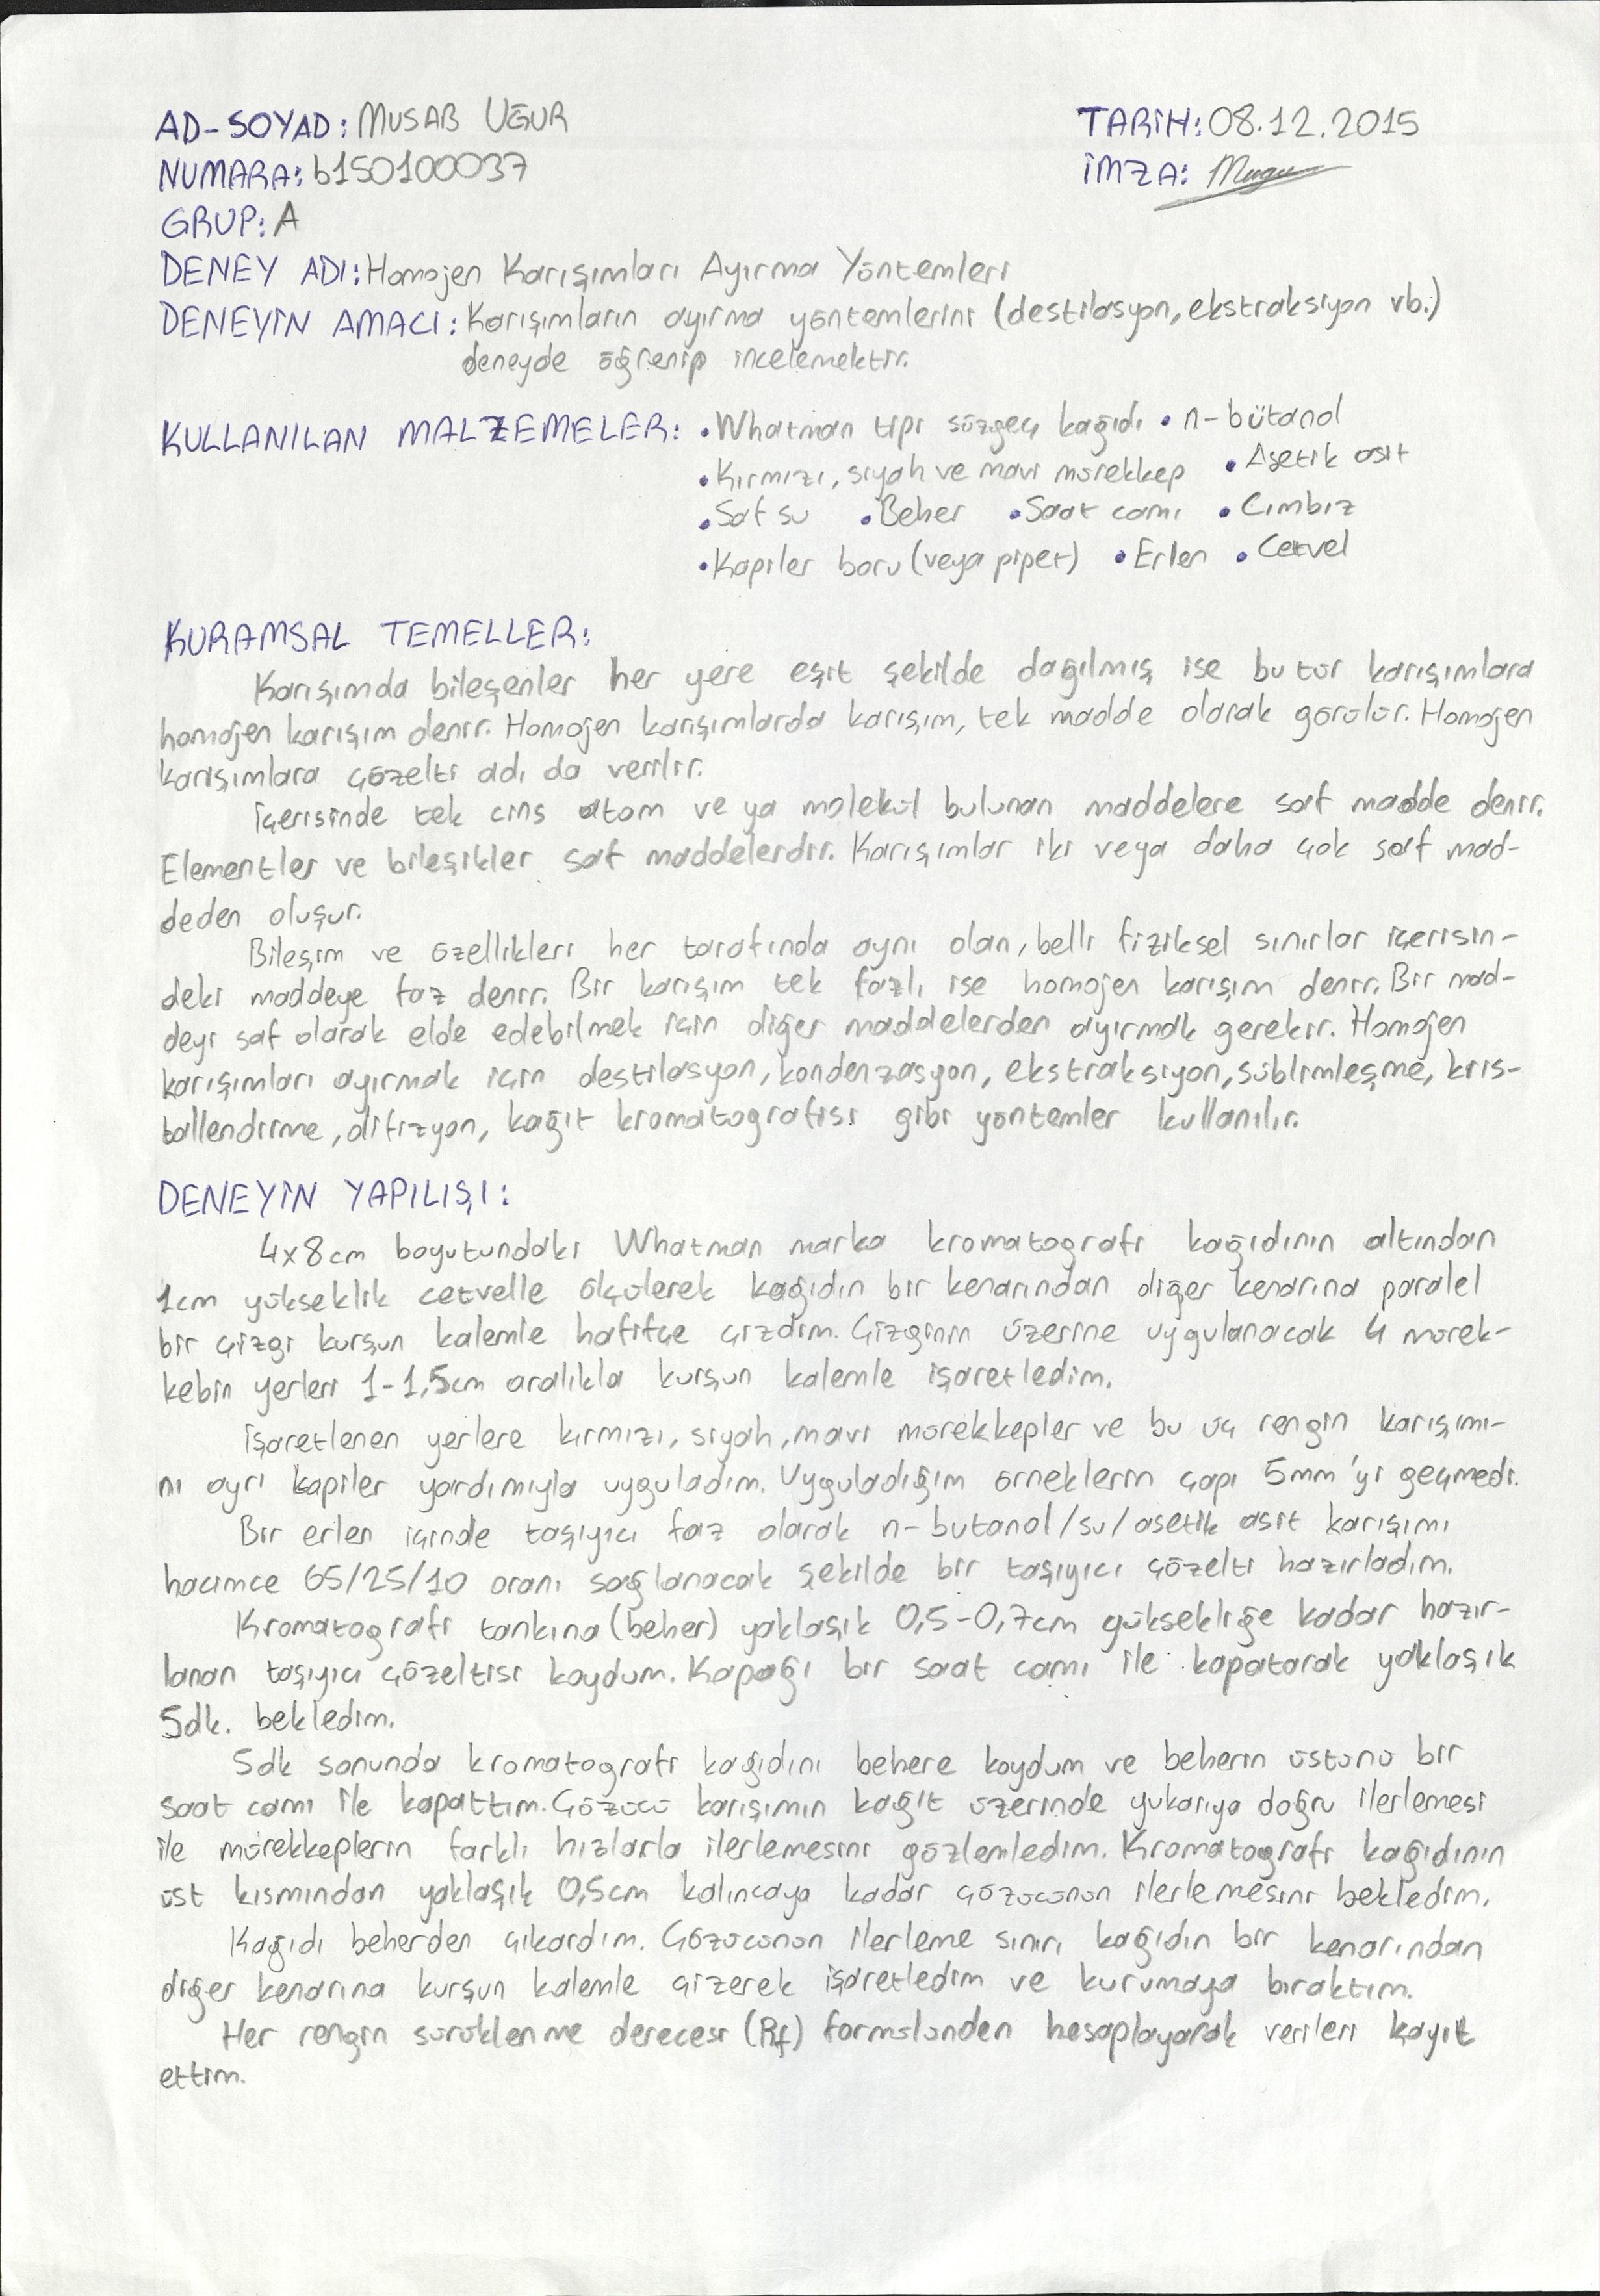 AD-SOYAD: MUSAB UĞUR
TARİH: 08.12.2015
NUMARA: b150100037
İMZA:
GRUP: A
DENEY ADI: Homojen Karışımları Ayırma Yöntemleri
DENEYİN AMACI: Karışımların ayırma yöntemlerini (destilasyon, ekstraksiyon vb.)
deneyde öğrenip incelemektir.
KULLANILAN MALZEMELER: • Whatman tipi süzgeç kağıdı • n-bütanol
• Kırmızı, siyah ve mavi mürekkep • Asetik asit
• Saf su • Beher • Saat camı • Cımbız
• Kapiler boru (veya pipet) • Erlen • Cetvel
KURAMSAL TEMELLER:
Karışımda bileşenler her yere eşit şekilde dağılmış ise bu tür karışımlara
homojen karışım denir. Homojen karışımlarda karışım, tek madde olarak görülür. Homojen
karışımlara çözelti adı da verilir.
İçerisinde tek cins atom ve ya molekül bulunan maddelere saf madde denir.
Elementler ve bileşikler saf maddelerdir. Karışımlar iki veya daha çok saf mad-
deden oluşur.
Bileşim ve özellikleri her tarafında aynı olan, belli fiziksel sınırlar içerisin-
deki maddeye faz denir. Bir karışım tek fazlı ise homojen karışım denir. Bir mad-
deyi saf olarak elde edebilmek için diğer maddelerden ayırmak gerekir. Homojen
karışımları ayırmak için destilasyon, kondenzasyon, ekstraksiyon, süblimleşme, kris-
tallendirme, difizyon, kağıt kromatografisi gibi yöntemler kullanılır.
DENEYİN YAPILIŞI:
4x8cm boyutundaki Whatman marka kromatografi kağıdının altından
1cm yükseklik cetvelle ölçülerek kağıdın bir kenarından diğer kenarına paralel
bir çizgi kurşun kalemle hafifçe çizdim. Çizginin üzerine uygulanacak 4 mürek-
kebin yerleri 1-1,5cm aralıkla kurşun kalemle işaretledim.
İşaretlenen yerlere kırmızı, siyah, mavi mürekkepler ve bu üç rengin karışımı-
nı ayrı kapiler yardımıyla uyguladım. Uyguladığım örneklerin çapı 5mm'yi geçmedi.
Bir erlen içinde taşıyıcı faz olarak n-butanol/su/asetik asit karışımı
hacimce 65/25/10 oranı sağlanacak şekilde bir taşıyıcı çözelti hazırladım.
Kromatografi tankına (beher) yaklaşık 0,5-0,7cm yüksekliğe kadar hazır-
lanan taşıyıcı çözeltisi koydum. Kapağı bir saat camı ile kapatarak yaklaşık
5dk. bekledim.
5dk sonunda kromatografi kağıdını behere koydum ve beherin üstünü bir
saat camı ile kapattım. Çözücü karışımın kağıt üzerinde yukarıya doğru ilerlemesi
ile mürekkeplerin farklı hızlarla ilerlemesini gözlemledim. Kromatografi kağıdının
üst kısmından yaklaşık 0,5cm kalıncaya kadar çözücünün ilerlemesini bekledim.
Kağıdı beherden çıkardım. Çözücünün ilerleme sınırı kağıdın bir kenarından
diğer kenarına kurşun kalemle çizerek işaretledim ve kurumaya bıraktım.
Her rengin sürüklenme derecesi (Rf) formülünden hesaplayarak verileri kayıt
ettim.